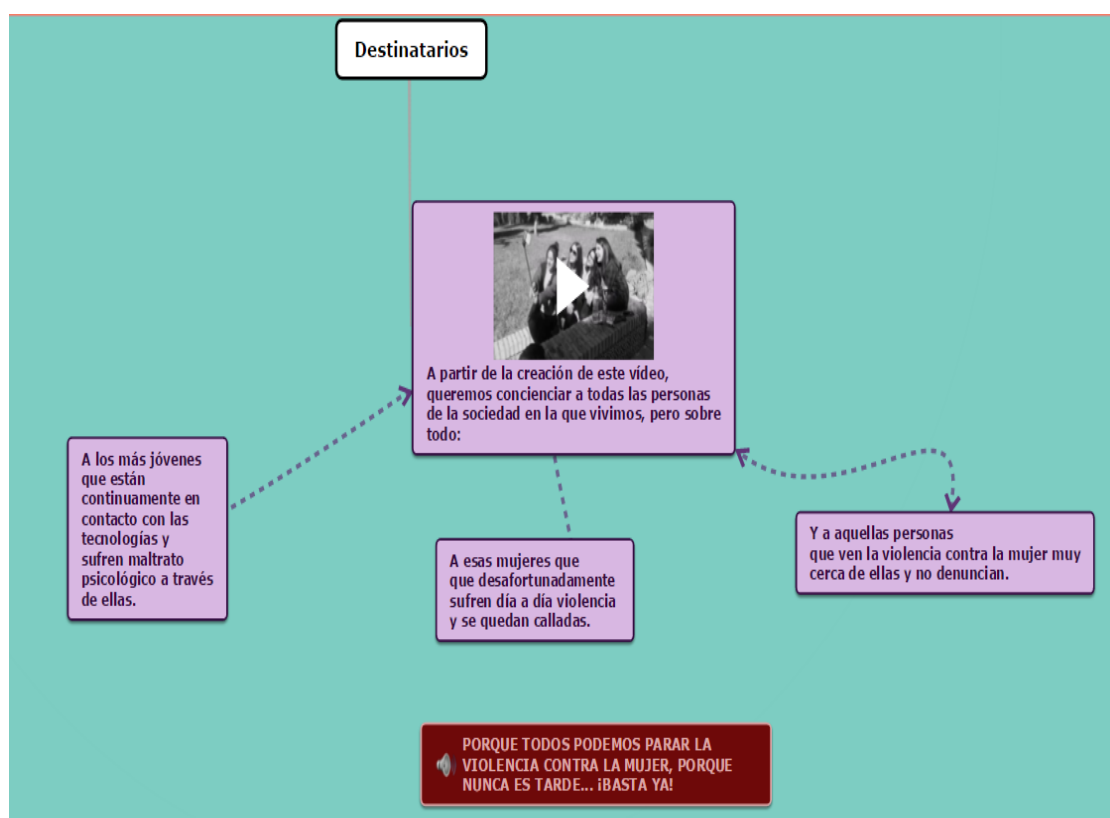 Destinatarios
A partir de la creación de este vídeo,
queremos concienciar a todas las personas
de la sociedad en la que vivimos, pero sobre
todo:
A los más jóvenes
que están
continuamente en
contacto con las
tecnologías y
sufren maltrato
psicológico a través
de ellas.
A esas mujeres que
que desafortunadamente
sufren día a día violencia
y se quedan calladas.
Y a aquellas personas
que ven la violencia contra la mujer muy
cerca de ellas y no denuncian.
PORQUE TODOS PODEMOS PARAR LA
VIOLENCIA CONTRA LA MUJER, PORQUE
NUNCA ES TARDE... ¡BASTA YA!